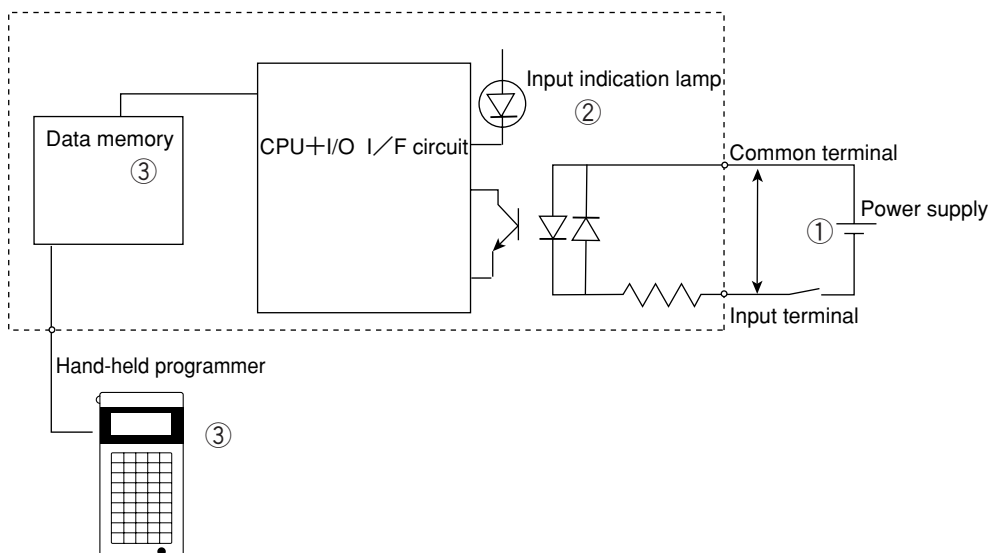 Input indication lamp
②
Data memory
③
CPU＋I/O I／F circuit
Common terminal
Power supply
①
Input terminal
Hand-held programmer
③